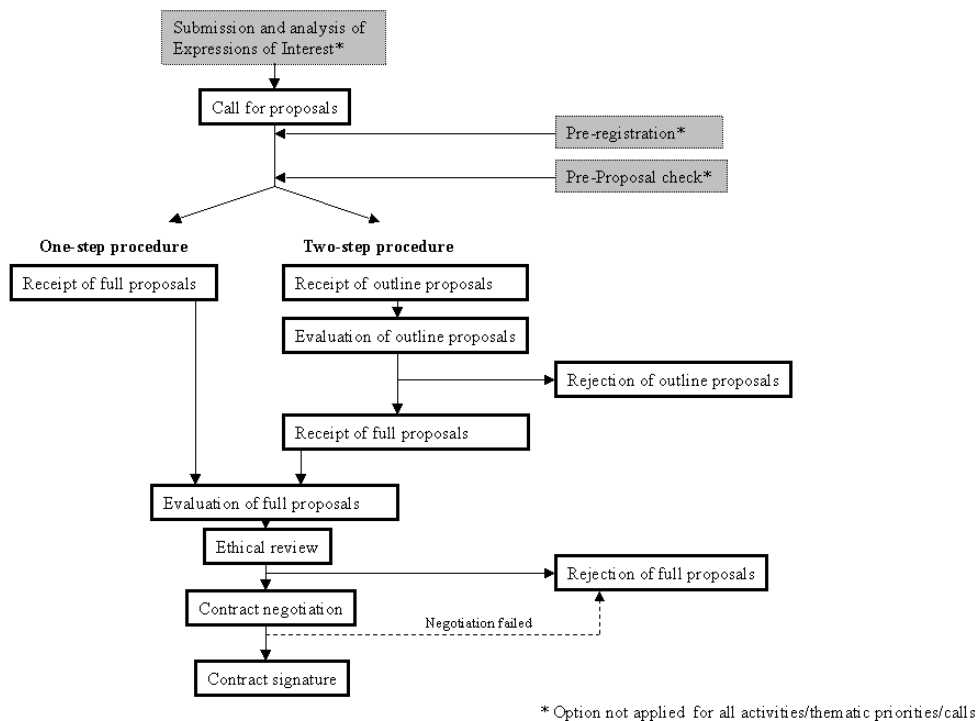 Submission and analysis of
Expressions of Interest*
Call for proposals
Pre-registration*
Pre-Proposal check*
One-step procedure
Two-step procedure
Receipt of full proposals
Receipt of outline proposals
Evaluation of outline proposals
Rejection of outline proposals
Receipt of full proposals
Evaluation of full proposals
Ethical review
Rejection of full proposals
Contract negotiation
Negotiation failed
Contract signature
* Option not applied for all activities/thematic priorities/calls